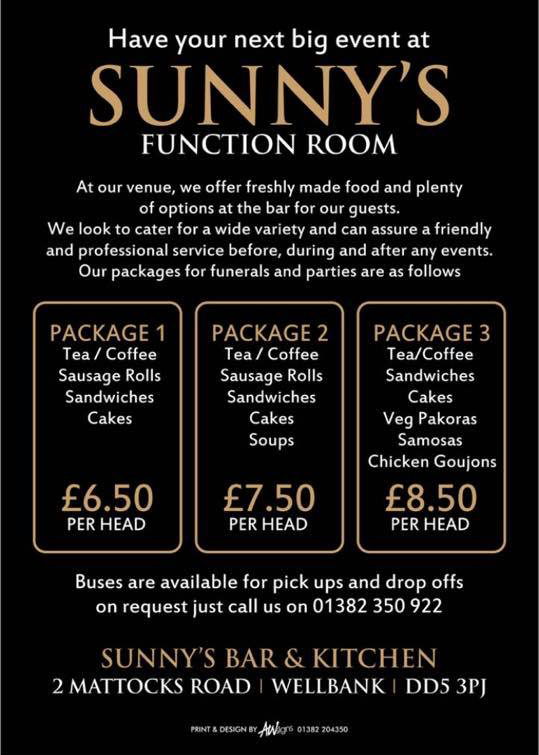 Have your next big event at
SUNNY'S
FUNCTION ROOM
At our venue, we offer freshly made food and plenty
of options at the bar for our guests.
We look to cater for a wide variety and can assure a friendly
and professional service before, during and after any events.
Our packages for funerals and parties are as follows
PACKAGE 1
Tea / Coffee
Sausage Rolls
Sandwiches
Cakes
£6.50
PER HEAD
PACKAGE 2
Tea / Coffee
Sausage Rolls
Sandwiches
Cakes
Soups
£7.50
PER HEAD
PACKAGE 3
Tea/Coffee
Sandwiches
Cakes
Veg Pakoras
Samosas
Chicken Goujons
£8.50
PER HEAD
Buses are available for pick ups and drop offs
on request just call us on 01382 350 922
SUNNY'S BAR & KITCHEN
2 MATTOCKS ROAD | WELLBANK | DD5 3PJ
PRINT & DESIGN BY AWsigns 01382 204350